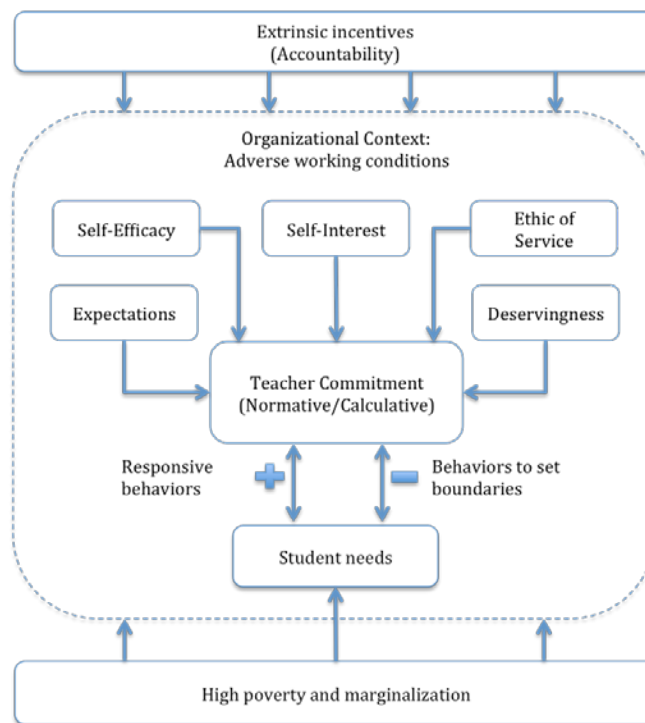 Extrinsic incentives
(Accountability)
Organizational Context:
Adverse working conditions
Self-Efficacy
Self-Interest
Ethic of
Service
Expectations
Deservingness
Teacher Commitment
(Normative/Calculative)
Responsive
behaviors
Behaviors to set
boundaries
Student needs
High poverty and marginalization